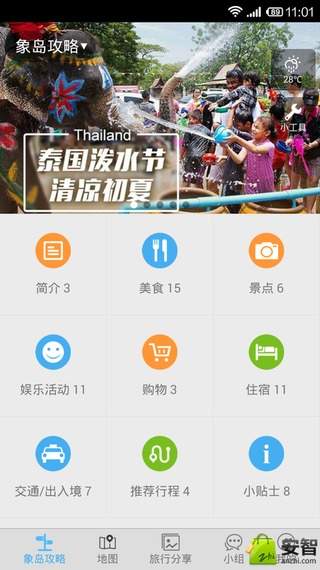 89 11:01
象岛攻略▼
28℃
小工具
Thailand
泰国泼水节
清凉初夏
简介 3
美食 15
景点 6
娱乐活动 11
购物 3
住宿 11
交通/出入境 7
推荐行程 4
小贴士 8
象岛攻略
地图
旅行分享
小组
安智
anzhi.com